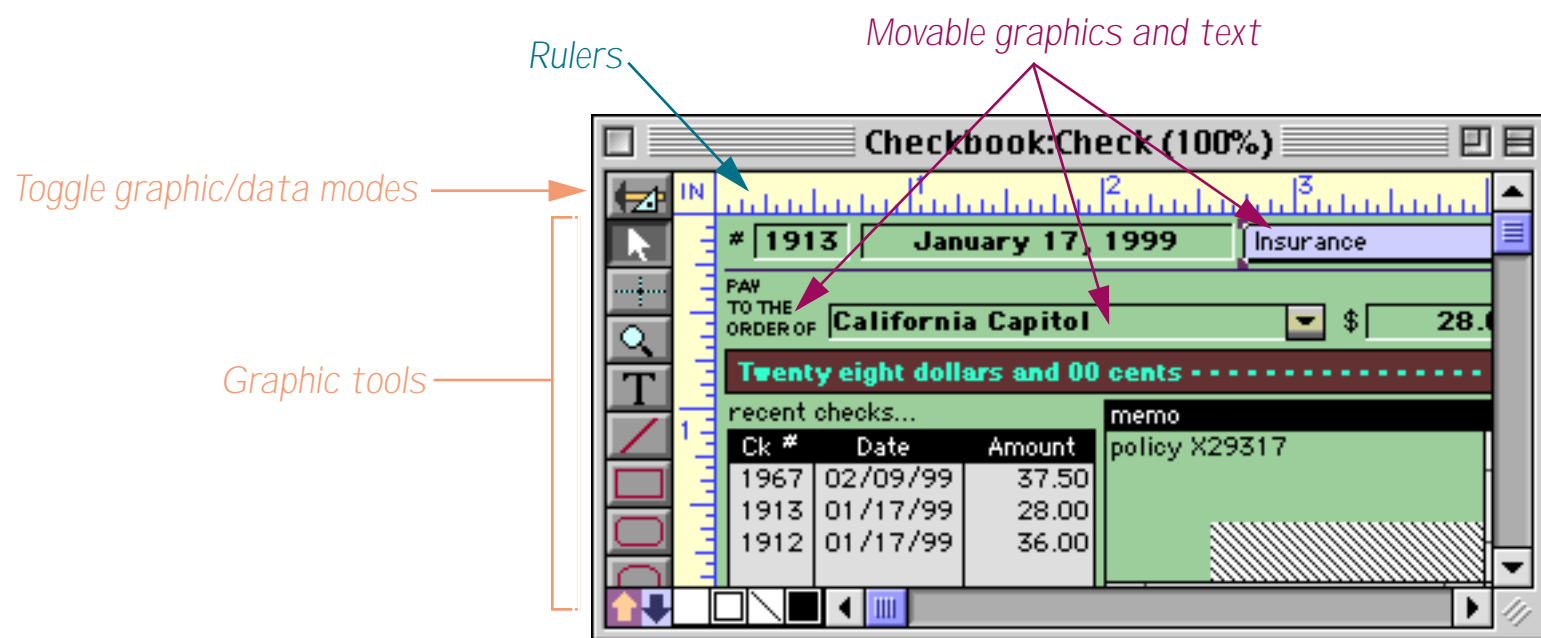 Movable graphics and text
Rulers
Checkbook:Check (100%)
Toggle graphic/data modes
IN 1 2 3
# 1913 January 17, 1999 Insurance
PAY
TO THE
ORDER OF California Capitol $ 28.0
Graphic tools
T
Twenty eight dollars and 00 cents - - - - - - - - - - - - - - - -
recent checks... memo
1
Ck # Date Amount policy X29317
1967 02/09/99 37.50
1913 01/17/99 28.00
1912 01/17/99 36.00